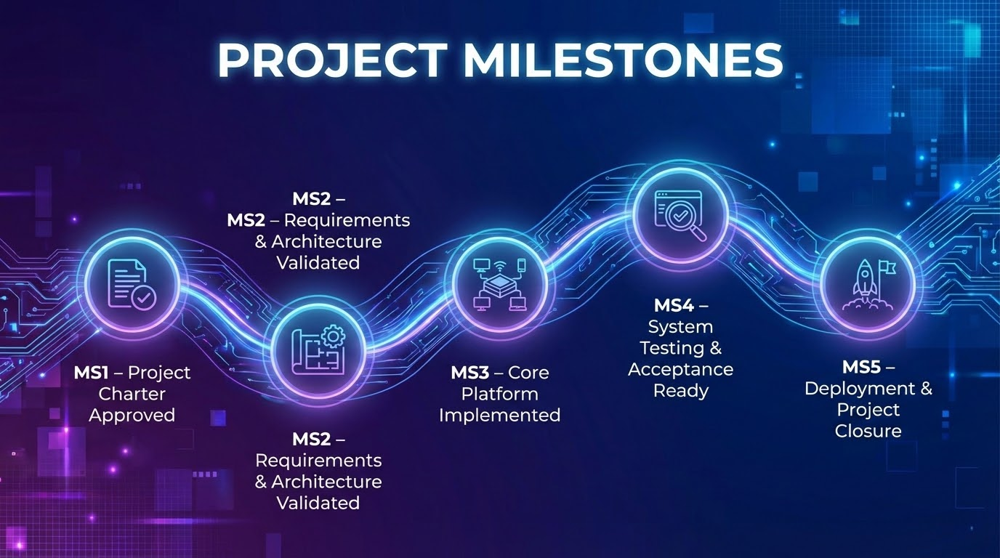 PROJECT MILESTONES
MS1 – Project
Charter
Approved
MS2 –
MS2 – Requirements
& Architecture
Validated
MS2 –
Requirements
& Architecture
Validated
MS3 – Core
Platform
Implemented
MS4 –
System
Testing &
Acceptance
Ready
MS5 –
Deployment &
Project
Closure